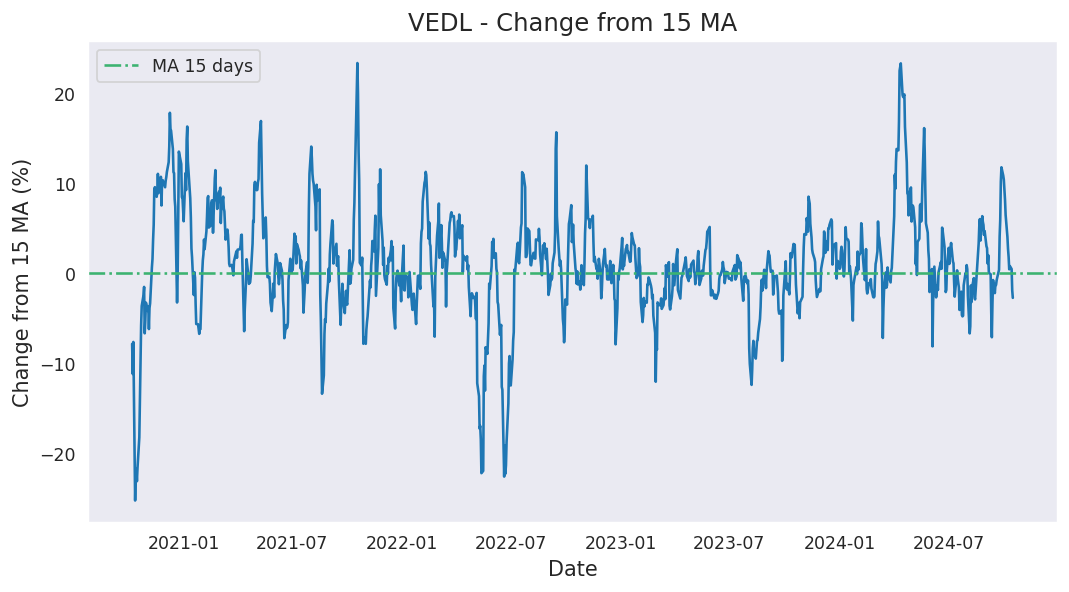 VEDL - Change from 15 MA
MA 15 days
Change from 15 MA (%)
20
10
0
−10
−20
2021-01 2021-07 2022-01 2022-07 2023-01 2023-07 2024-01 2024-07
Date